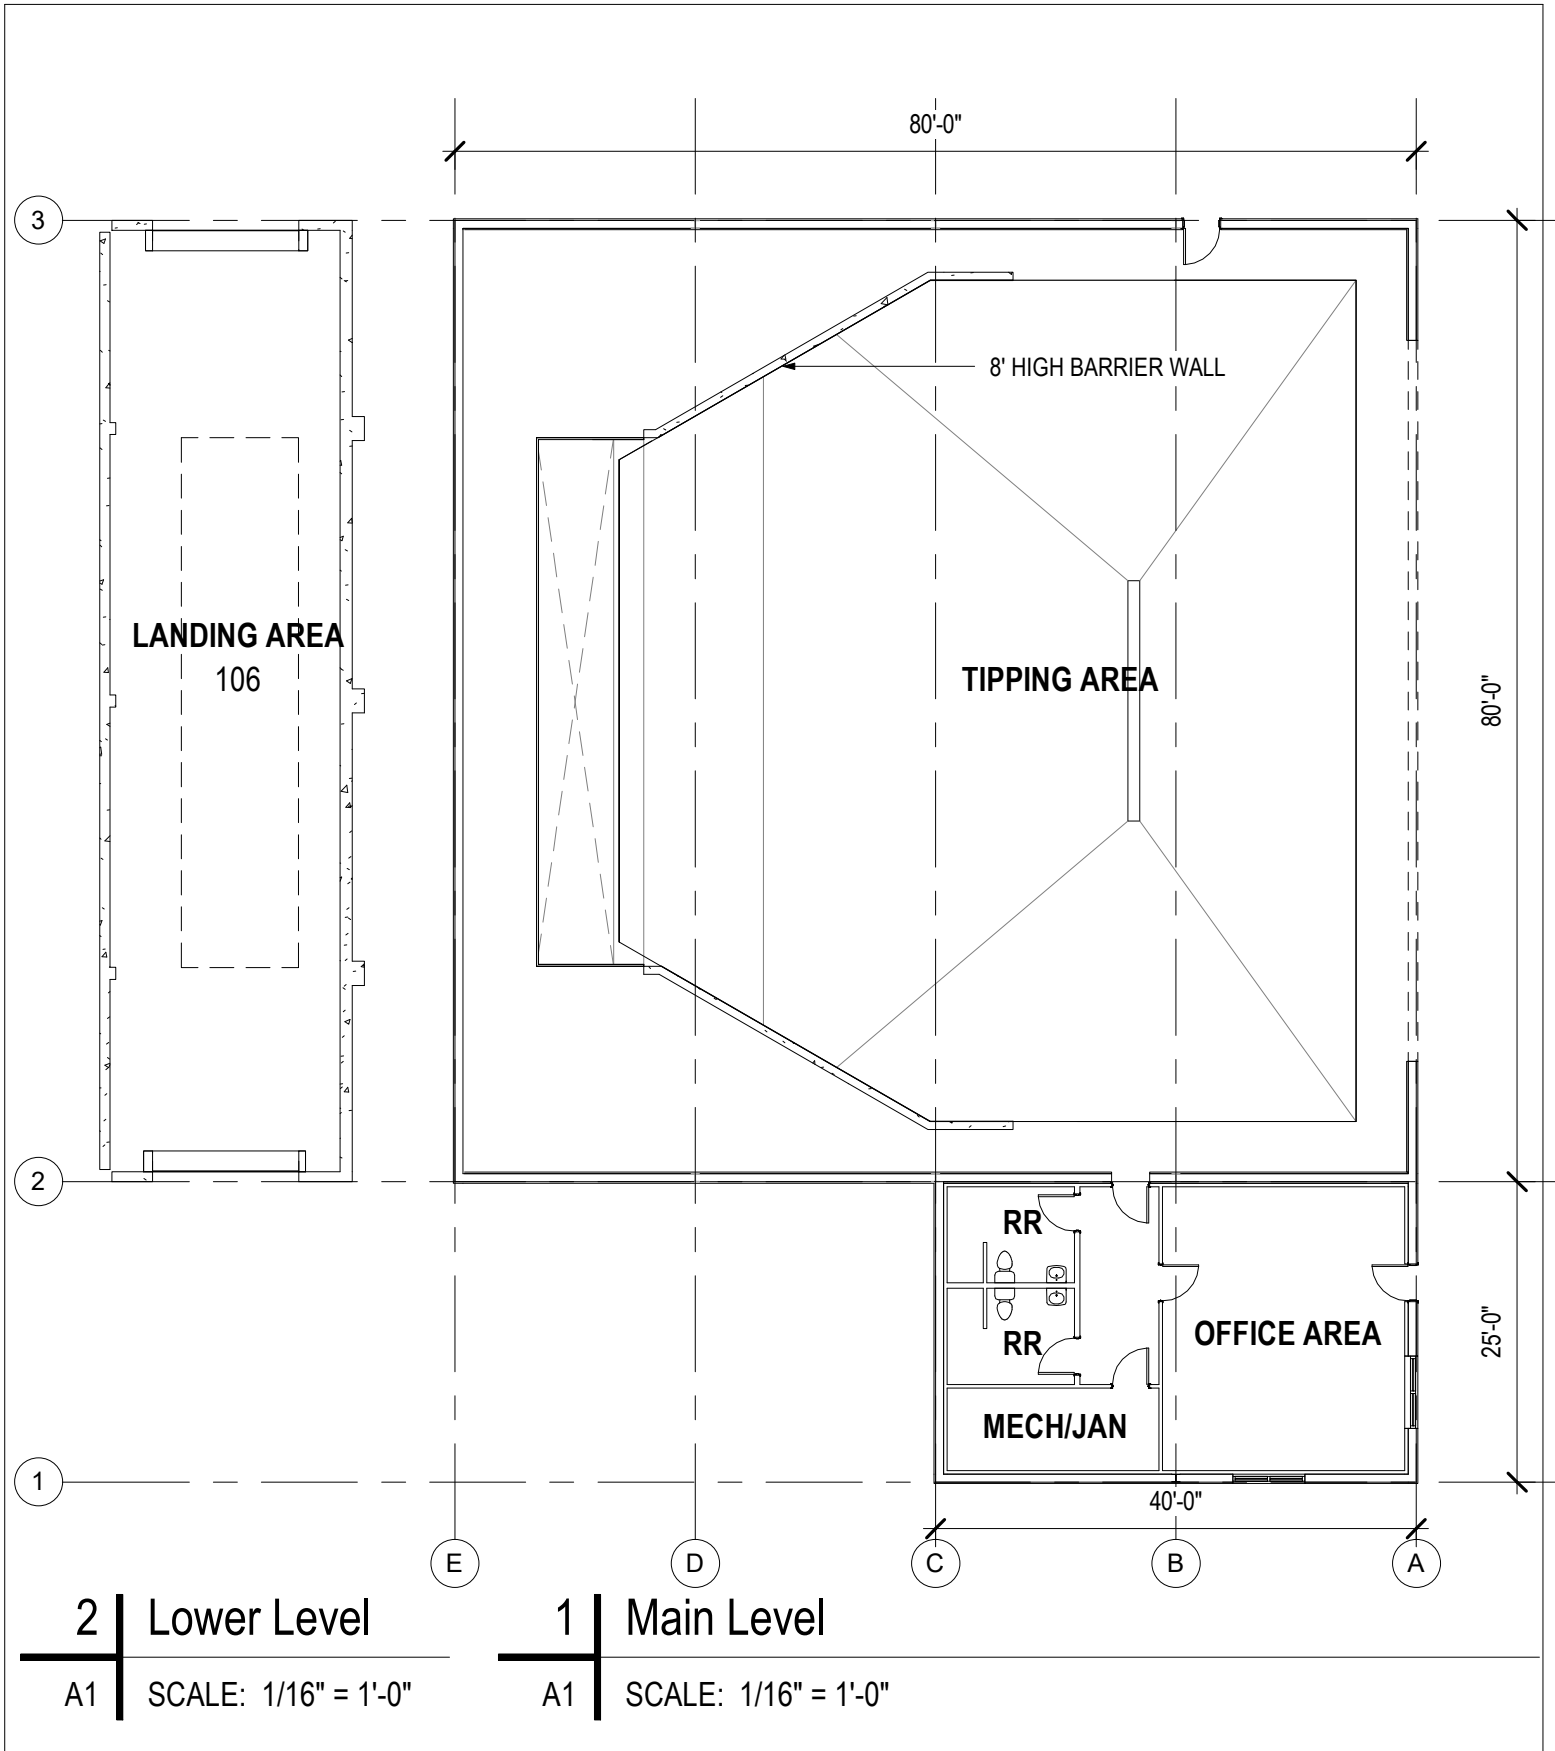 80'-0"
3
8' HIGH BARRIER WALL
LANDING AREA
106
TIPPING AREA
80'-0"
2
RR
RR
OFFICE AREA
25'-0"
MECH/JAN
1
40'-0"
E
D
C
B
A
2
Lower Level
A1
SCALE: 1/16" = 1'-0"
1
Main Level
A1
SCALE: 1/16" = 1'-0"